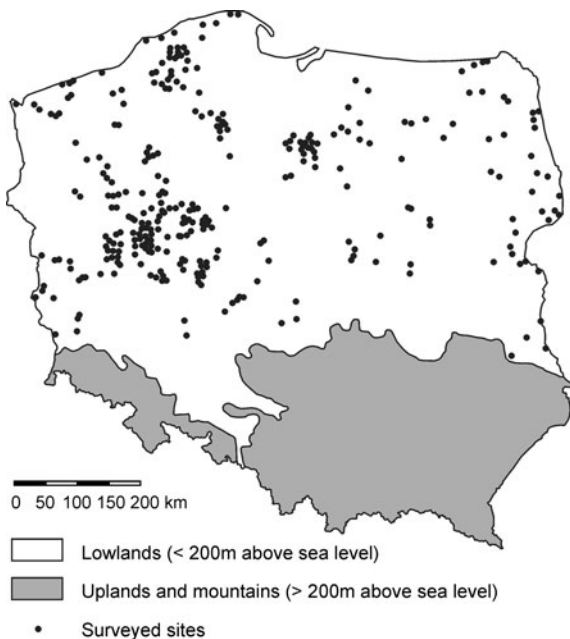 0 50 100 150 200 km
Lowlands (< 200m above sea level)
Uplands and mountains (> 200m above sea level)
Surveyed sites